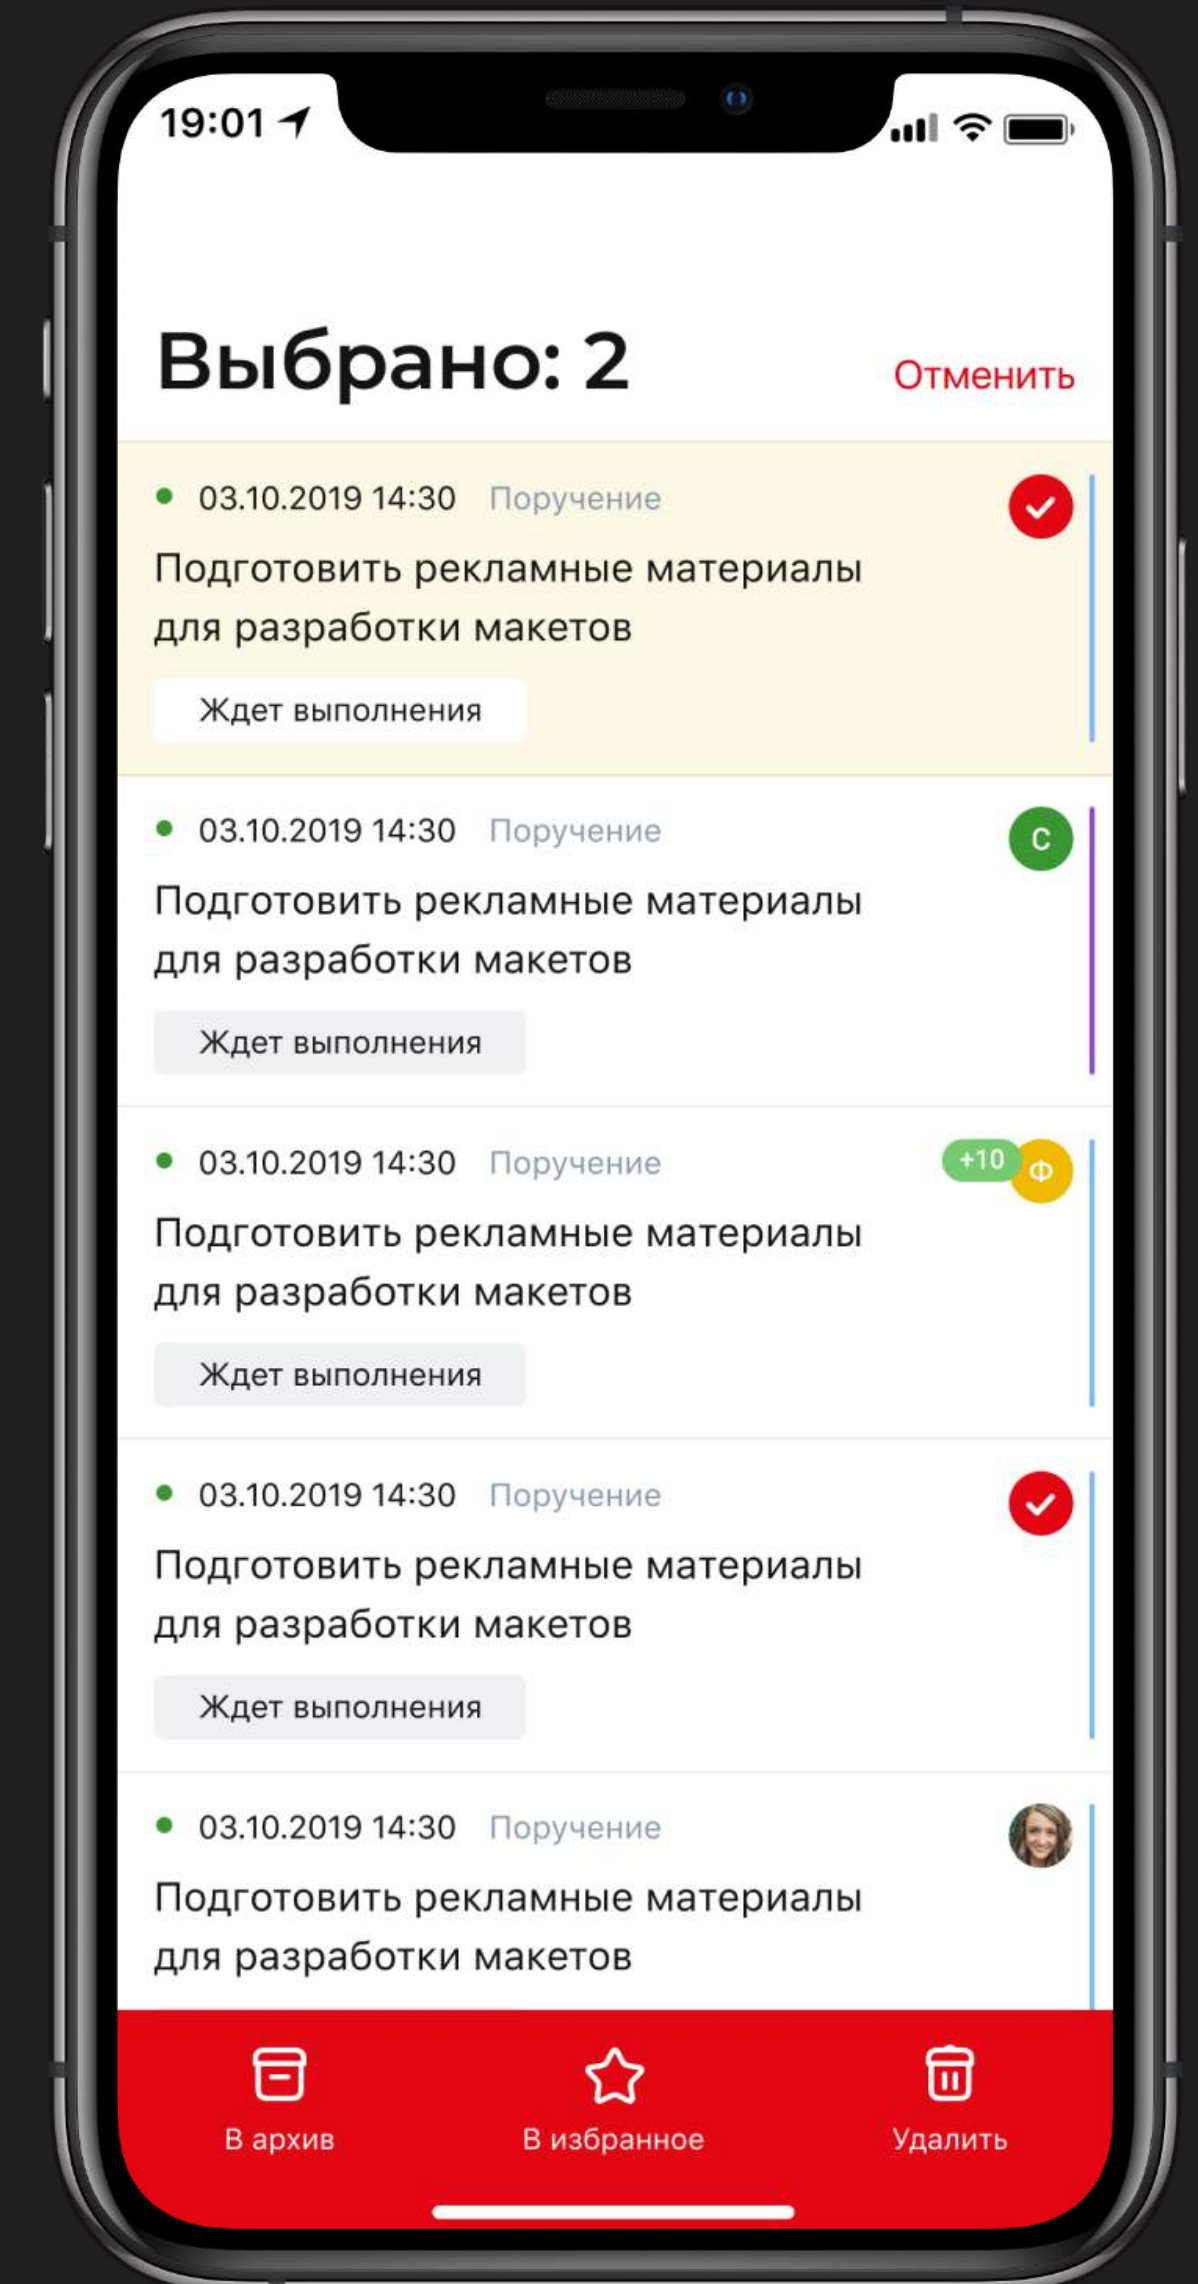 19:01
Выбрано: 2
Отменить
03.10.2019 14:30 Поручение
Подготовить рекламные материалы
для разработки макетов
Ждет выполнения
03.10.2019 14:30 Поручение
С
Подготовить рекламные материалы
для разработки макетов
Ждет выполнения
03.10.2019 14:30 Поручение
+10 Ф
Подготовить рекламные материалы
для разработки макетов
Ждет выполнения
03.10.2019 14:30 Поручение
Подготовить рекламные материалы
для разработки макетов
Ждет выполнения
03.10.2019 14:30 Поручение
Подготовить рекламные материалы
для разработки макетов
В архив
В избранное
Удалить